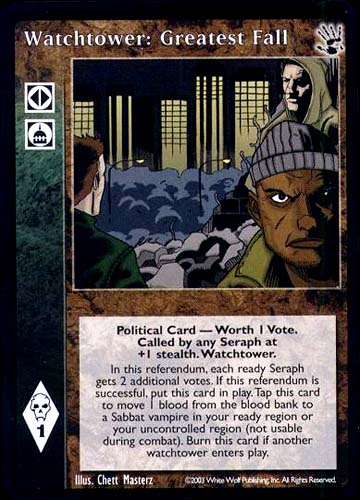 Watchtower: Greatest Fall
Political Card — Worth 1 Vote.
Called by any Seraph at
+1 stealth. Watchtower.
In this referendum, each ready Seraph
gets 2 additional votes. If this referendum is
successful, put this card in play. Tap this card
to move 1 blood from the blood bank to
a Sabbat vampire in your ready region or
your uncontrolled region (not usable
during combat). Burn this card if another
watchtower enters play.
1
Illus. Chett Masterz
©2003 White Wolf Publishing, Inc. All Rights Reserved.